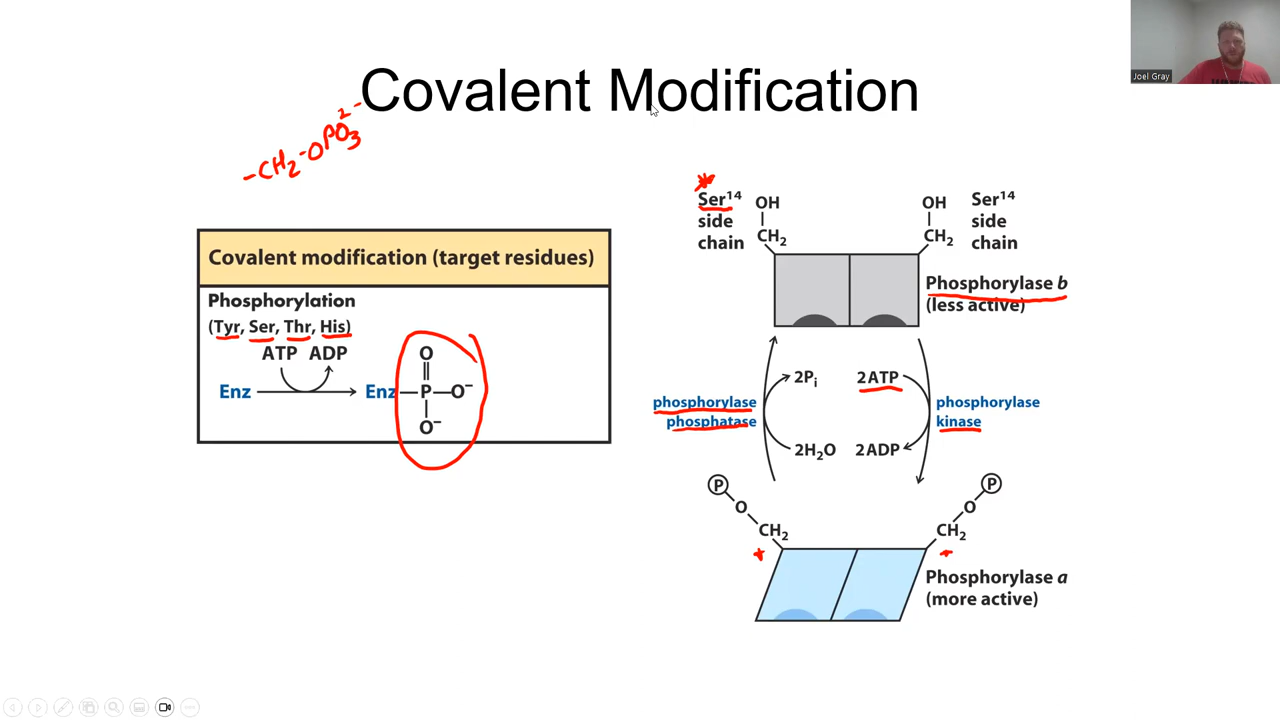 Joel Gray
Covalent Modification
-CH₂-OPO₃²⁻
Covalent modification (target residues)
Phosphorylation
(Tyr, Ser, Thr, His)
ATP ADP
Enz
Enz
P
O
O⁻
O⁻
Ser¹⁴
side
chain
OH
CH₂
OH
CH₂
Ser¹⁴
side
chain
Phosphorylase b
(less active)
2Pᵢ
2ATP
phosphorylase
phosphatase
phosphorylase
kinase
2H₂O
2ADP
P
O
CH₂
P
O
CH₂
Phosphorylase a
(more active)